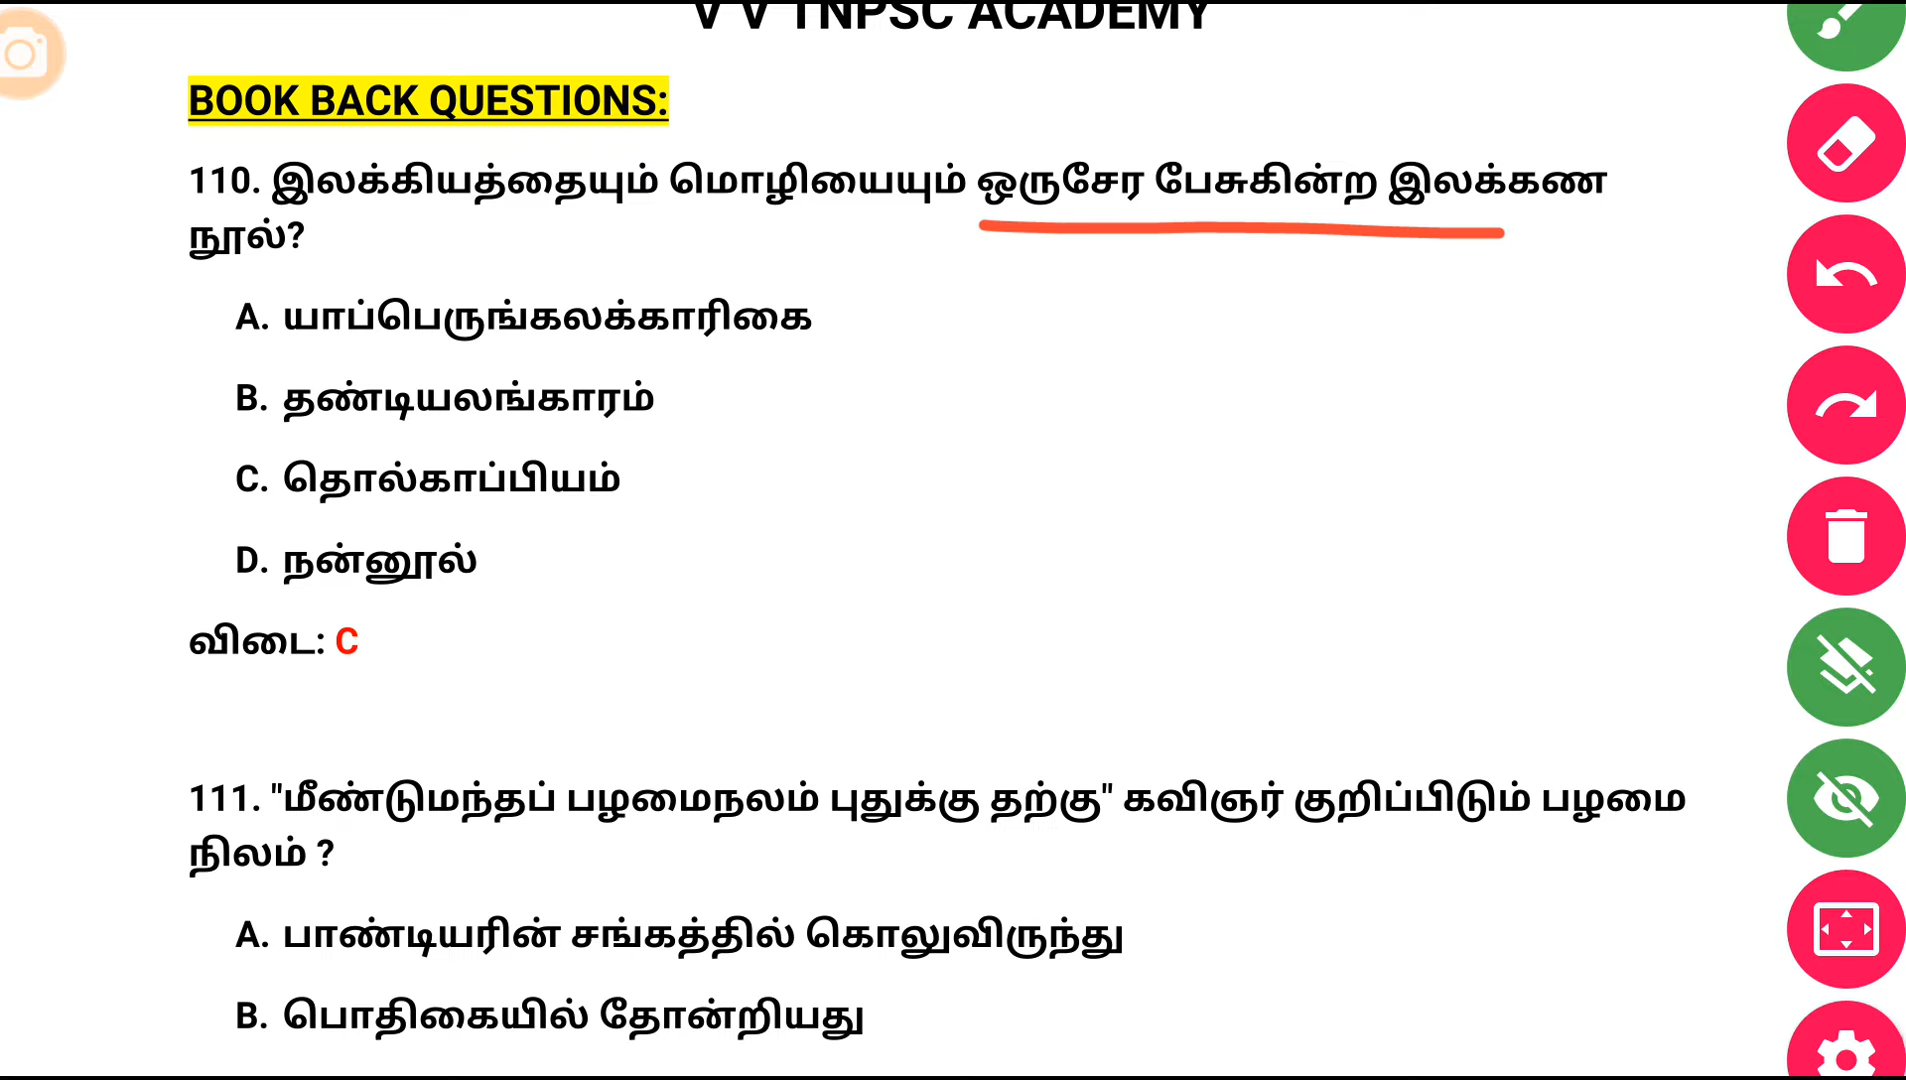 V V TNPSC ACADEMY
BOOK BACK QUESTIONS:
110. இலக்கியத்தையும் மொழியையும் ஒருசேர பேசுகின்ற இலக்கண
நூல்?
A. யாப்பெருங்கலக்காரிகை
B. தண்டியலங்காரம்
C. தொல்காப்பியம்
D. நன்னூல்
விடை: C
111. "மீண்டுமந்தப் பழமைநலம் புதுக்கு தற்கு" கவிஞர் குறிப்பிடும் பழமை
நிலம் ?
A. பாண்டியரின் சங்கத்தில் கொலுவிருந்து
B. பொதிகையில் தோன்றியது